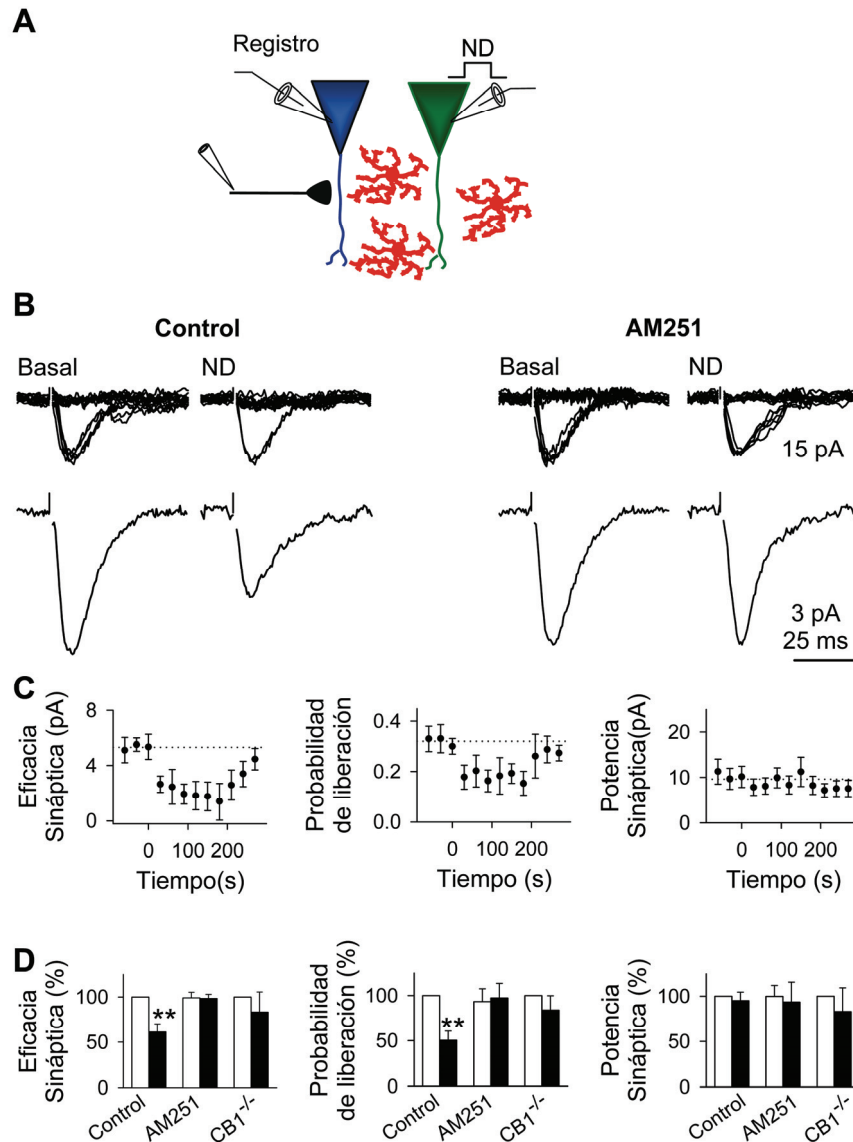 A
Registro
ND
B
Control
AM251
Basal
ND
Basal
ND
15 pA
3 pA
25 ms
C
Eficacia
Sináptica (pA)
8
4
0
0
100
200
Tiempo(s)
Probabilidad
de liberación
0.4
0.2
0.0
0
100
200
Tiempo (s)
Potencia
Sináptica(pA)
20
10
0
0
100
200
Tiempo (s)
D
Eficacia
Sináptica (%)
100
50
0
**
Control
AM251
CB1-/-
Probabilidad
de liberación (%)
100
50
0
**
Control
AM251
CB1-/-
Potencia
Sináptica (%)
100
50
0
Control
AM251
CB1-/-